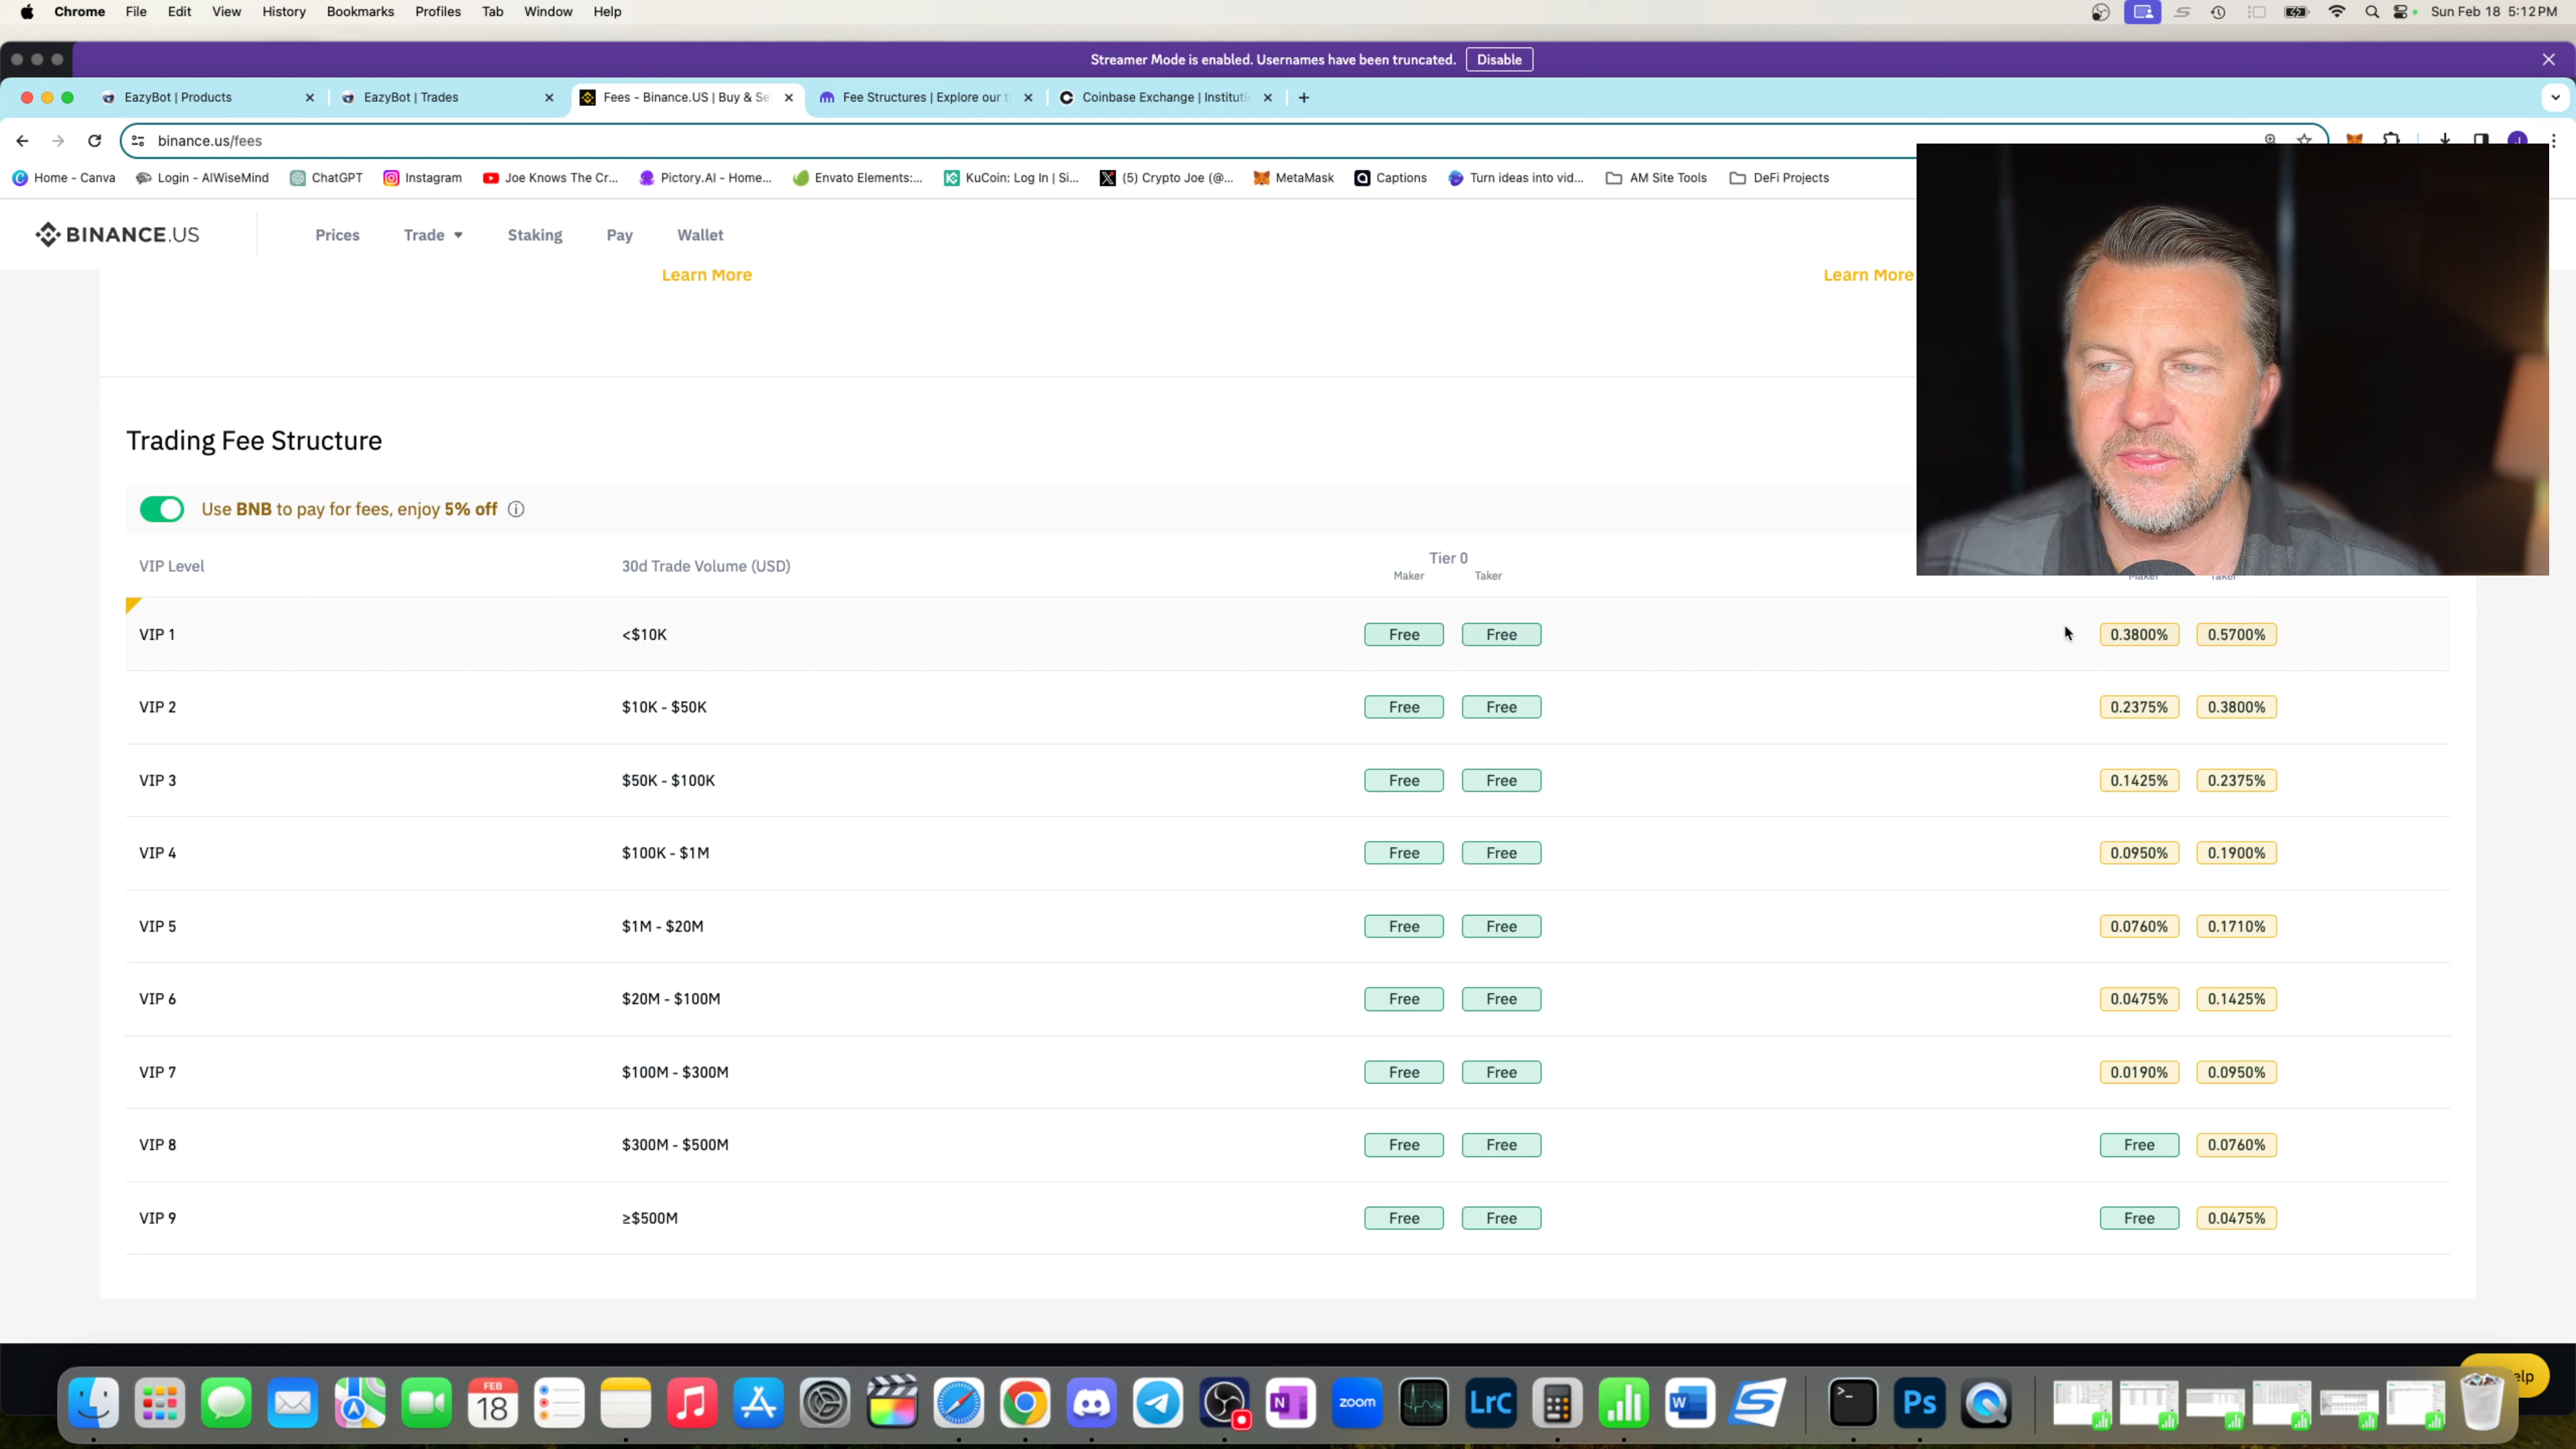 Chrome File Edit View History Bookmarks Profiles Tab Window Help Sun Feb 18 5:12 PM
Streamer Mode is enabled. Usernames have been truncated. Disable
EazyBot | Products EazyBot | Trades Fees - Binance.US | Buy & Se Fee Structures | Explore our t Coinbase Exchange | Instituti
binance.us/fees
Home - Canva Login - AIWiseMind ChatGPT Instagram Joe Knows The Cr... Pictory.AI - Home... Envato Elements:... KuCoin: Log In | Si... (5) Crypto Joe (@... MetaMask Captions Turn ideas into vid... AM Site Tools DeFi Projects
BINANCE.US Prices Trade Staking Pay Wallet
Learn More Learn More
Trading Fee Structure
Use BNB to pay for fees, enjoy 5% off
VIP Level 30d Trade Volume (USD) Tier 0
Maker Taker
VIP 1 <$10K Free Free 0.3800% 0.5700%
VIP 2 $10K - $50K Free Free 0.2375% 0.3800%
VIP 3 $50K - $100K Free Free 0.1425% 0.2375%
VIP 4 $100K - $1M Free Free 0.0950% 0.1900%
VIP 5 $1M - $20M Free Free 0.0760% 0.1710%
VIP 6 $20M - $100M Free Free 0.0475% 0.1425%
VIP 7 $100M - $300M Free Free 0.0190% 0.0950%
VIP 8 $300M - $500M Free Free Free 0.0760%
VIP 9 ≥$500M Free Free Free 0.0475%
FEB
18 N zoom LrC W S >_ Ps